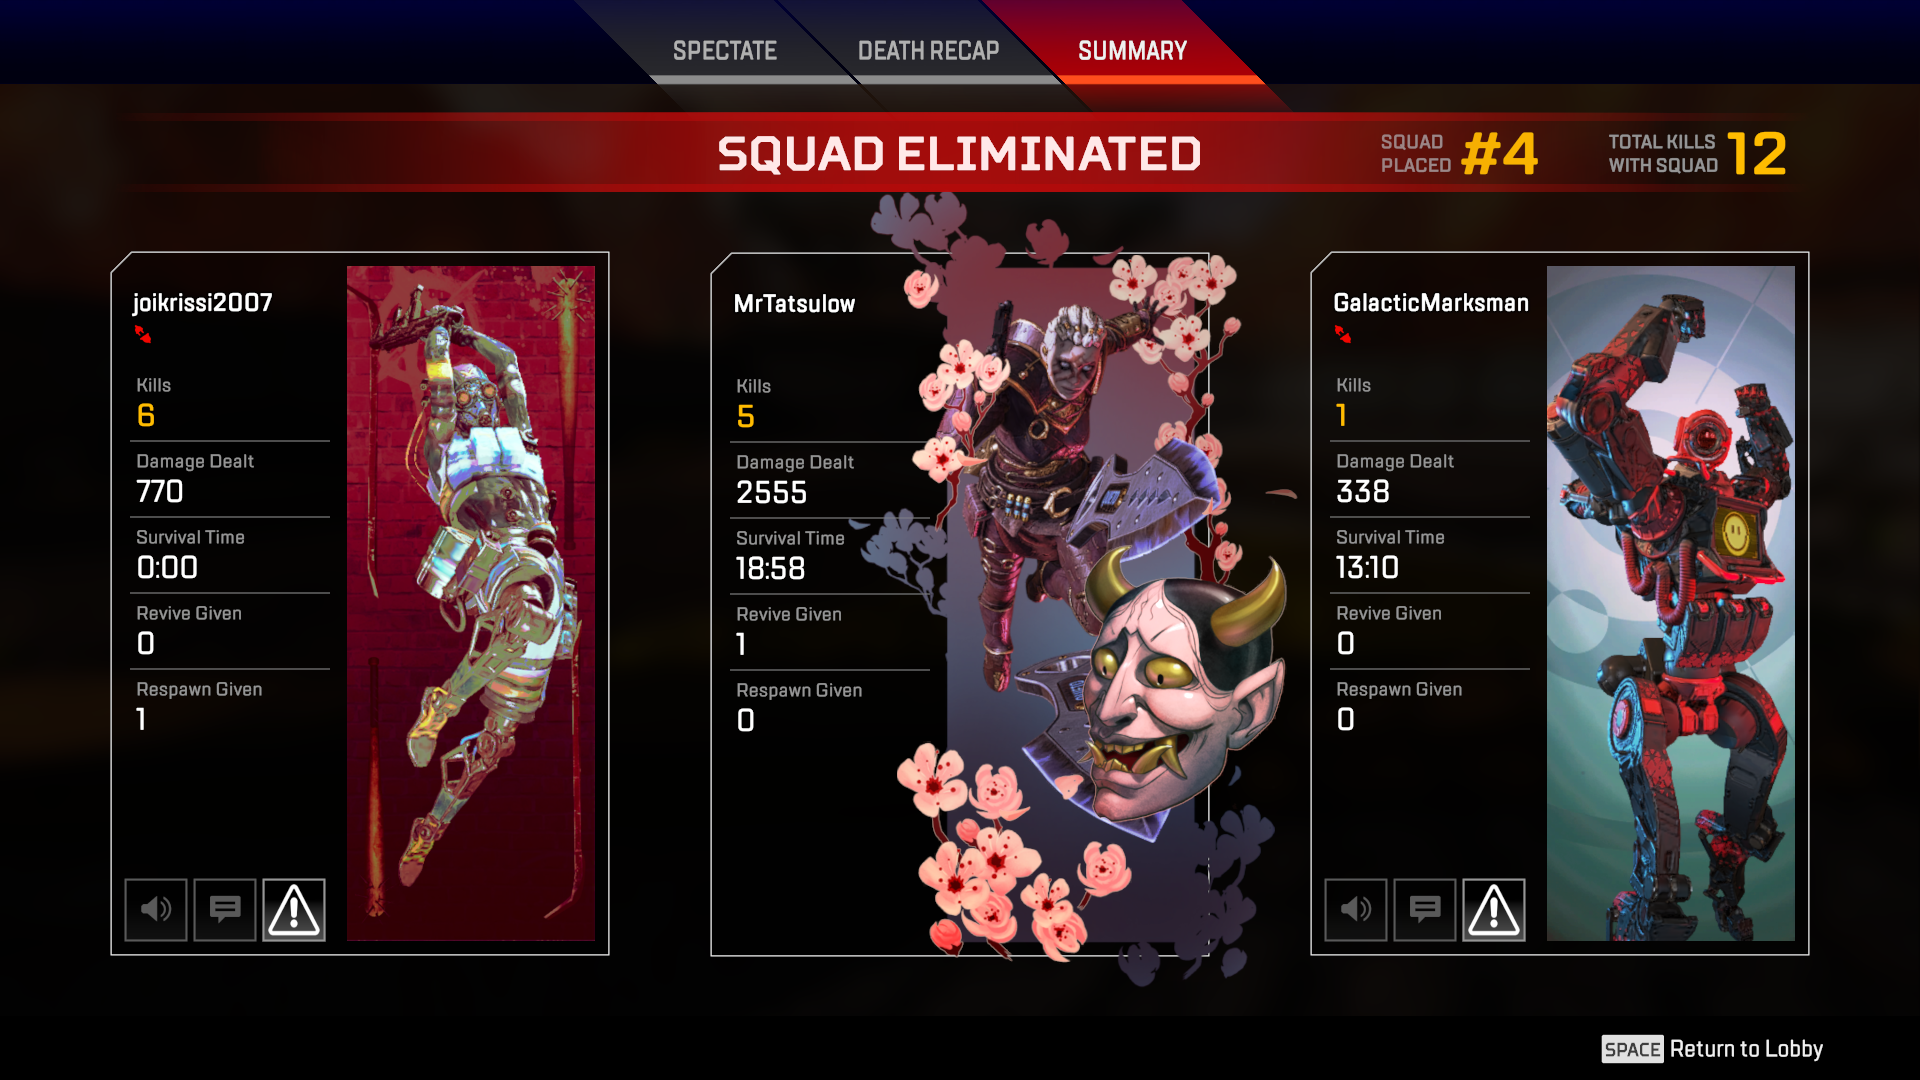 SPECTATE
DEATH RECAP
SUMMARY
SQUAD ELIMINATED
SQUAD PLACED #4
TOTAL KILLS WITH SQUAD 12
joikrissi2007
Kills
6
Damage Dealt
770
Survival Time
0:00
Revive Given
0
Respawn Given
1
MrTatsulow
Kills
5
Damage Dealt
2555
Survival Time
18:58
Revive Given
1
Respawn Given
0
GalacticMarksman
Kills
1
Damage Dealt
338
Survival Time
13:10
Revive Given
0
Respawn Given
0
SPACE Return to Lobby